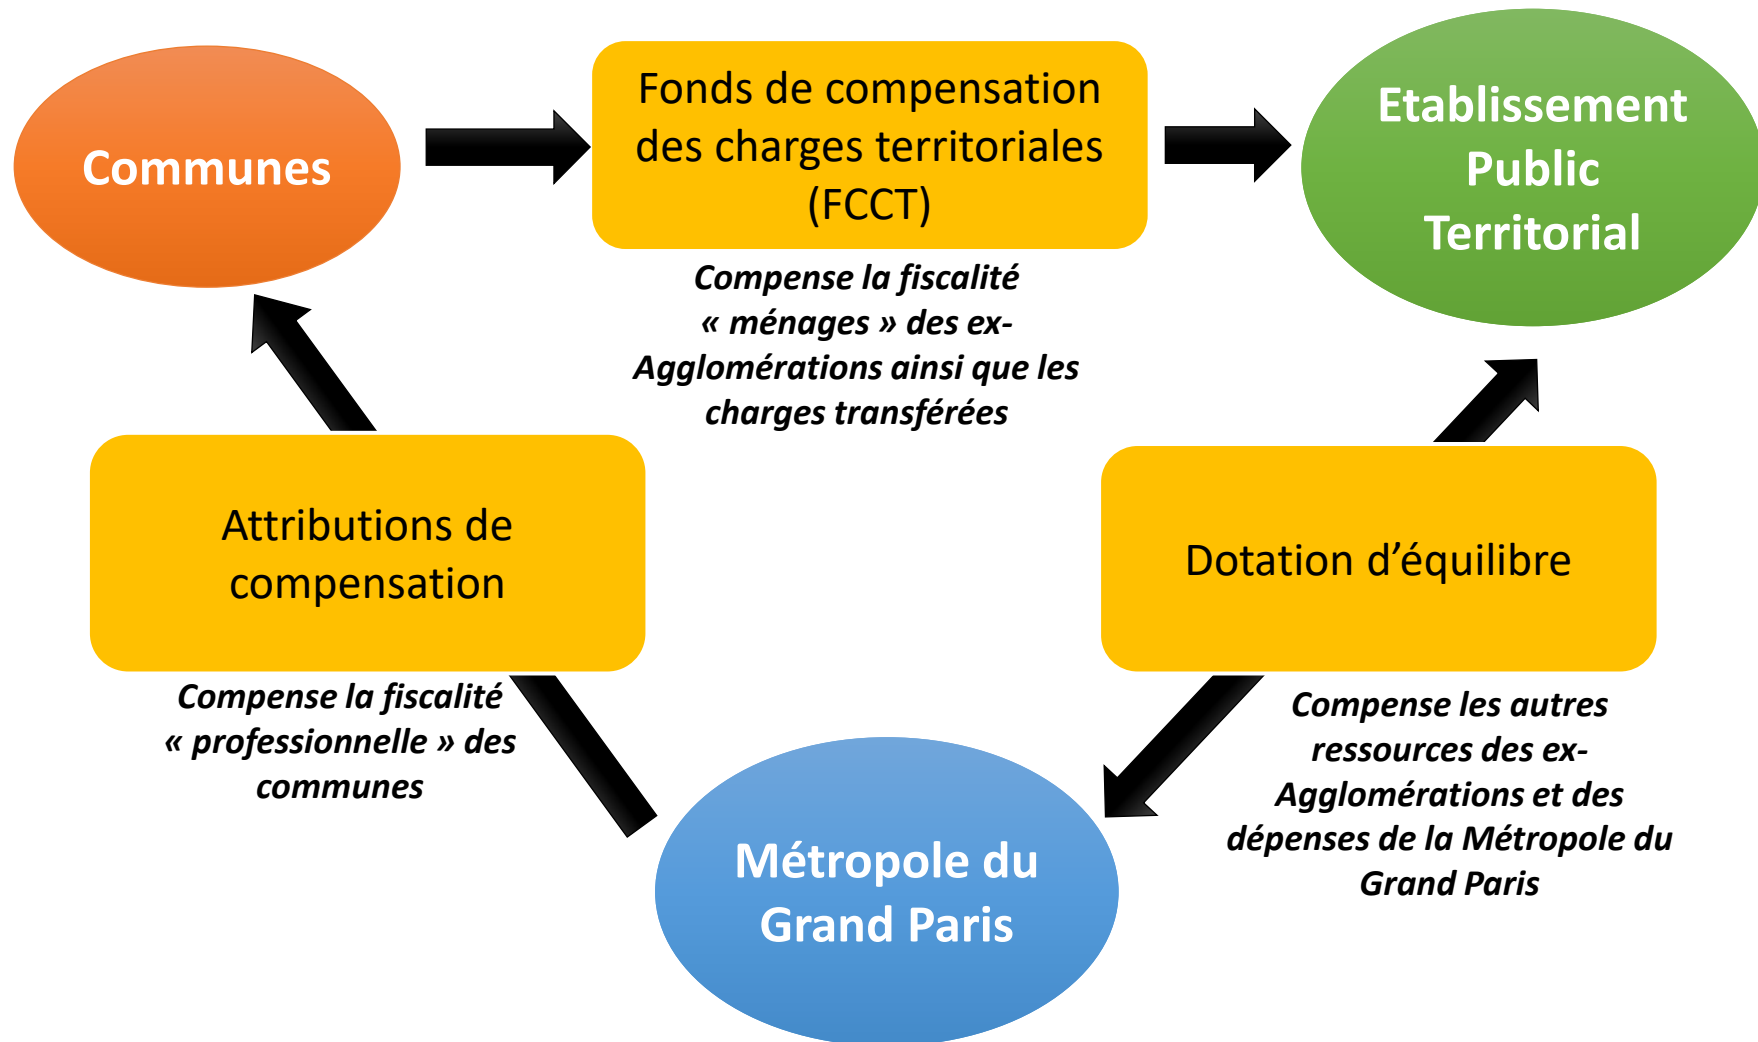 Communes
Fonds de compensation
des charges territoriales
(FCCT)
Etablissement
Public
Territorial
Compense la fiscalité
« ménages » des ex-
Agglomérations ainsi que les
charges transférées
Attributions de
compensation
Dotation d’équilibre
Compense la fiscalité
« professionnelle » des
communes
Compense les autres
ressources des ex-
Agglomérations et des
dépenses de la Métropole du
Grand Paris
Métropole du
Grand Paris